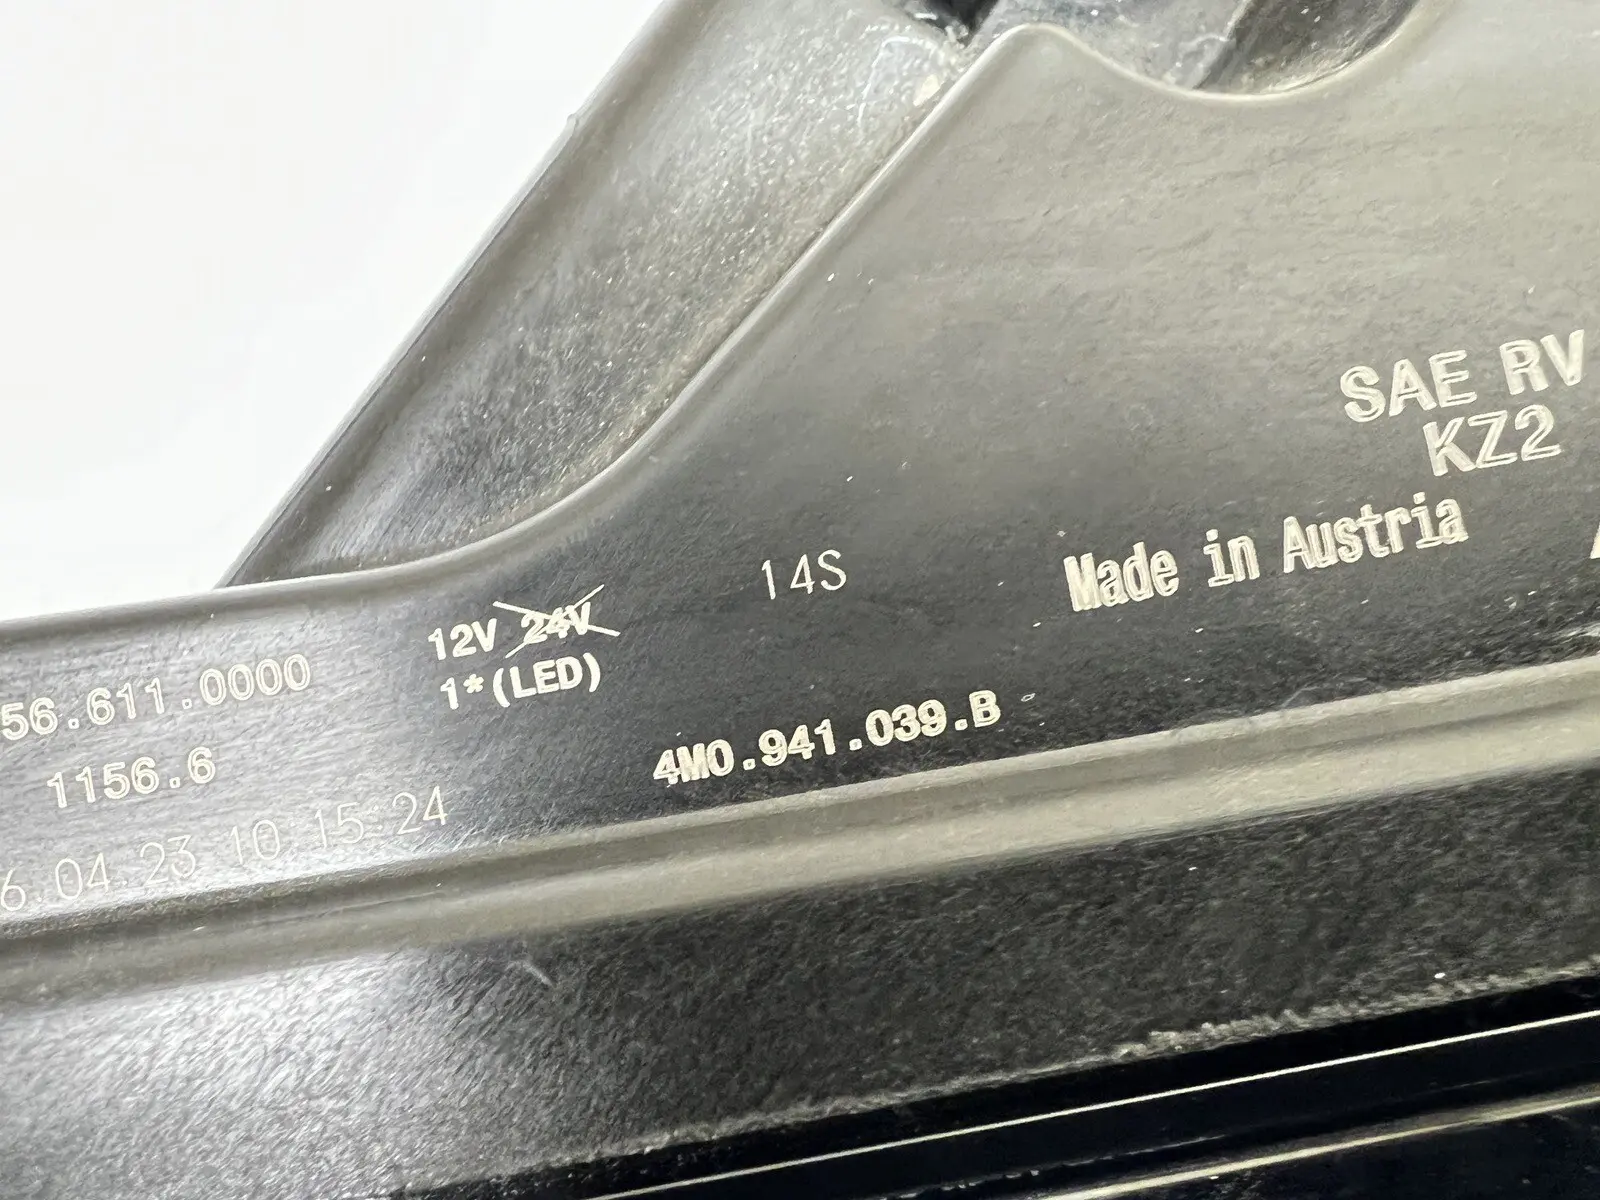 SAE RV
KZ2
Made in Austria
14S
12V 24V
1*(LED)
56.611.0000
1156.6
4M0.941.039.B
6.04.23 10:15:24